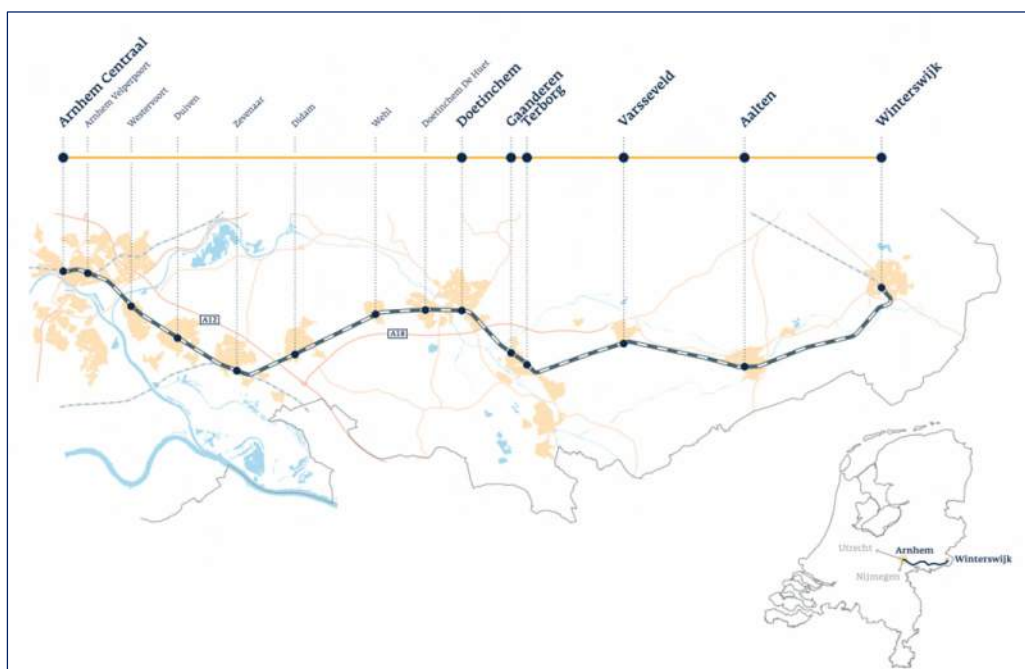 Arnhem Centraal
Arnhem Velperpoort
Westervoort
Duiven
Zevenaar
Didam
Wehl
Doetinchem De Huet
Doetinchem
Gaanderen
Terborg
Varsseveld
Aalten
Winterswijk
A12
A18
Utrecht
Arnhem
Winterswijk
Nijmegen